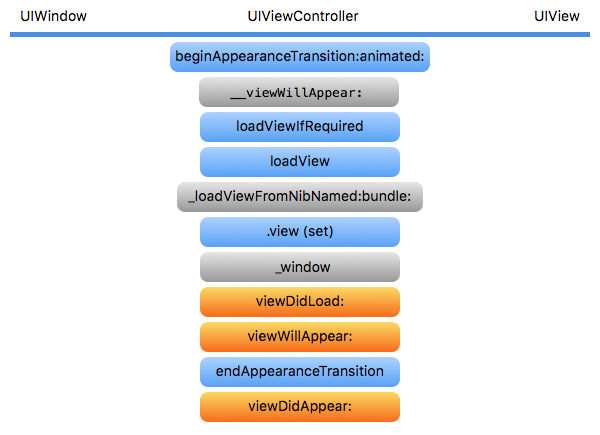 UIWindow UIViewController UIView
beginAppearanceTransition:animated:
__viewWillAppear:
loadViewIfRequired
loadView
_loadViewFromNibNamed:bundle:
.view (set)
_window
viewDidLoad:
viewWillAppear:
endAppearanceTransition
viewDidAppear: